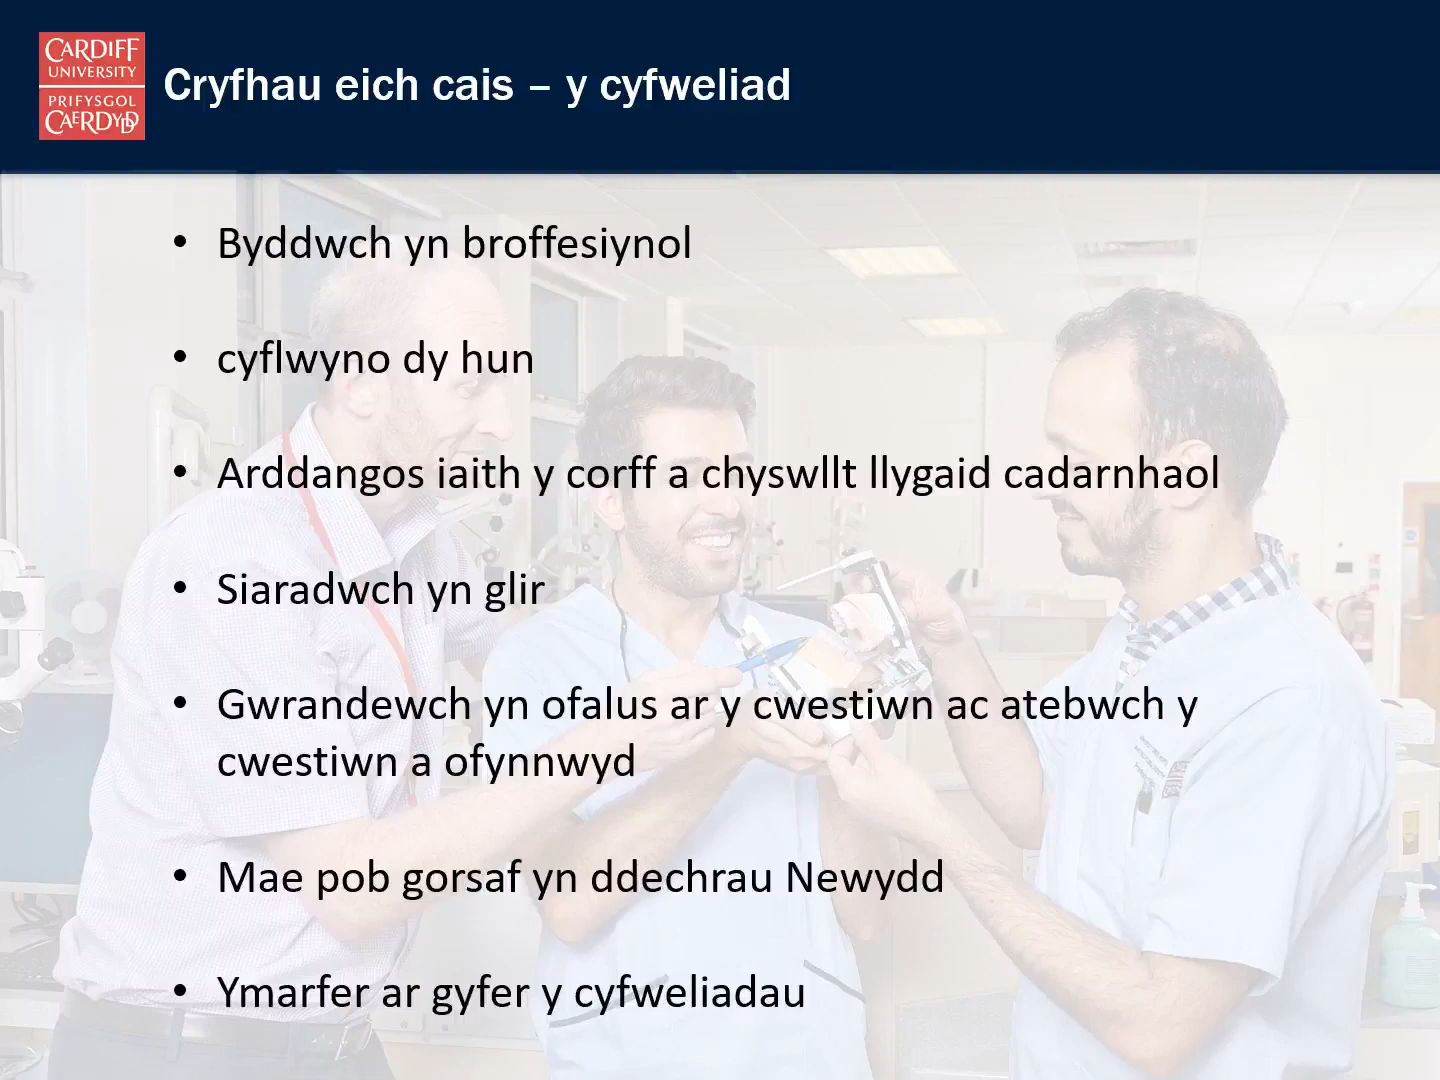 CARDIFF
UNIVERSITY
PRIFYSGOL
CAERDYDD
Cryfhau eich cais – y cyfweliad
• Byddwch yn broffesiynol
• cyflwyno dy hun
• Arddangos iaith y corff a chyswllt llygaid cadarnhaol
• Siaradwch yn glir
• Gwrandewch yn ofalus ar y cwestiwn ac atebwch y
cwestiwn a ofynnwyd
• Mae pob gorsaf yn ddechrau Newydd
• Ymarfer ar gyfer y cyfweliadau